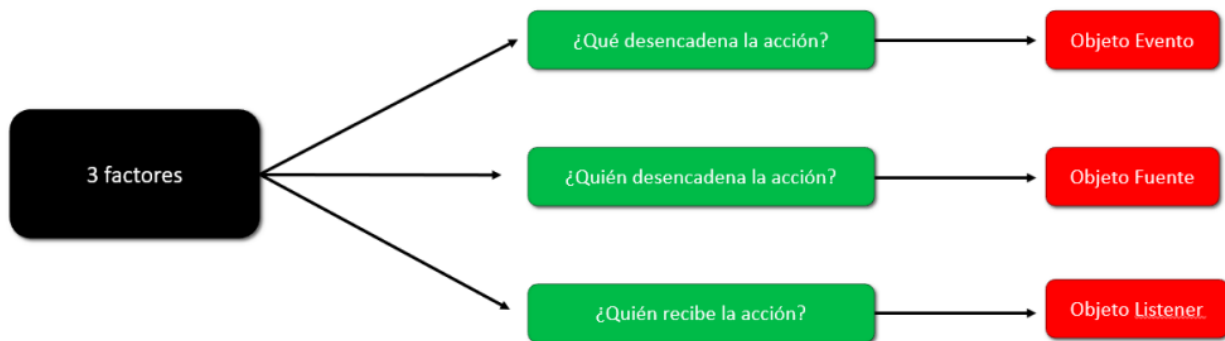 ¿Qué desencadena la acción?
Objeto Evento
3 factores
¿Quién desencadena la acción?
Objeto Fuente
¿Quién recibe la acción?
Objeto Listener